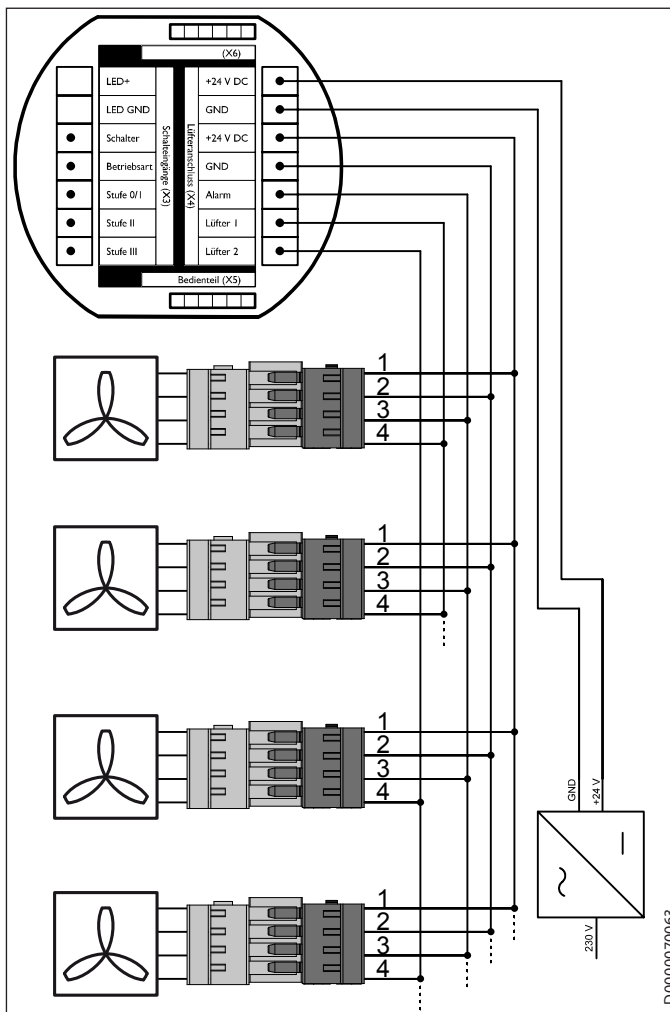 (X6)
LED+
+24 V DC
LED GND
GND
Schalter
+24 V DC
Betriebsart
GND
Stufe 0/I
Alarm
Stufe II
Lüfter 1
Stufe III
Lüfter 2
Schalteingänge (X3)
Lüfteranschluss (X4)
Bedienteil (X5)
1
2
3
4
1
2
3
4
1
2
3
4
1
2
3
4
GND
+24 V
230 V
D0000070063